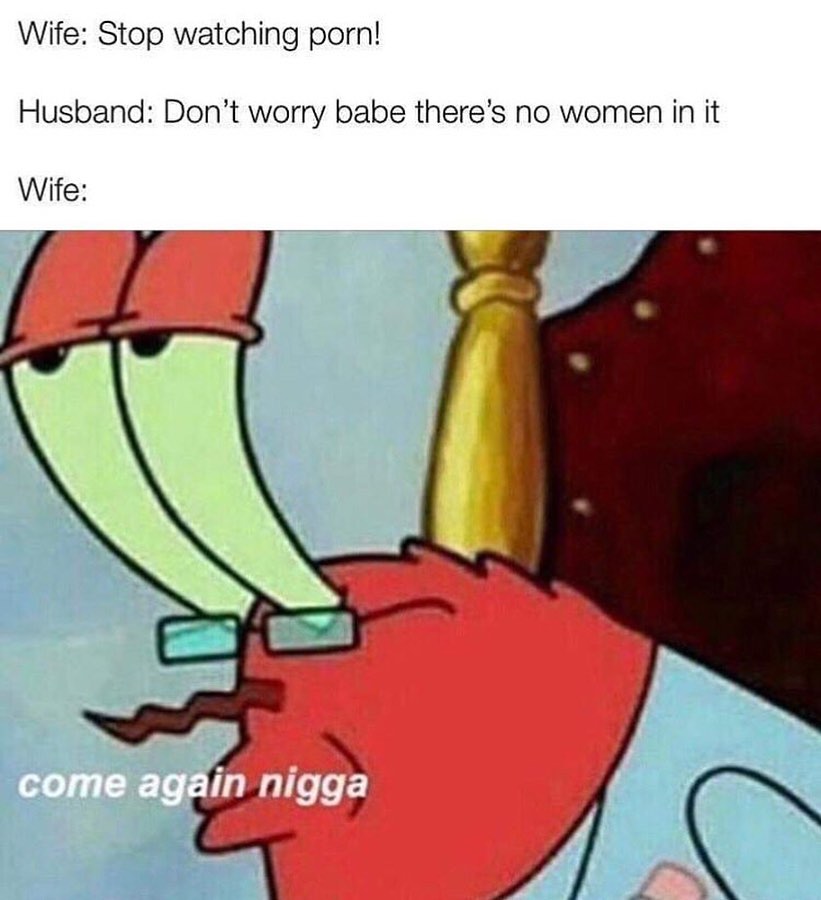 Wife: Stop watching porn!
Husband: Don’t worry babe there’s no women in it
Wife:
come again nigga